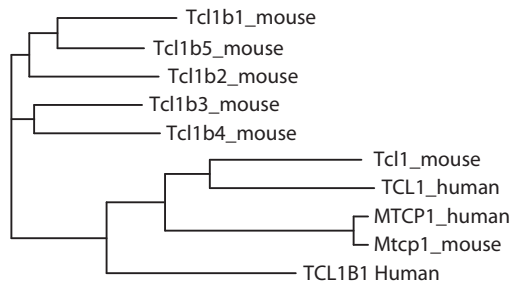 Tcl1b1_mouse
Tcl1b5_mouse
Tcl1b2_mouse
Tcl1b3_mouse
Tcl1b4_mouse
Tcl1_mouse
TCL1_human
MTCP1_human
Mtcp1_mouse
TCL1B1 Human